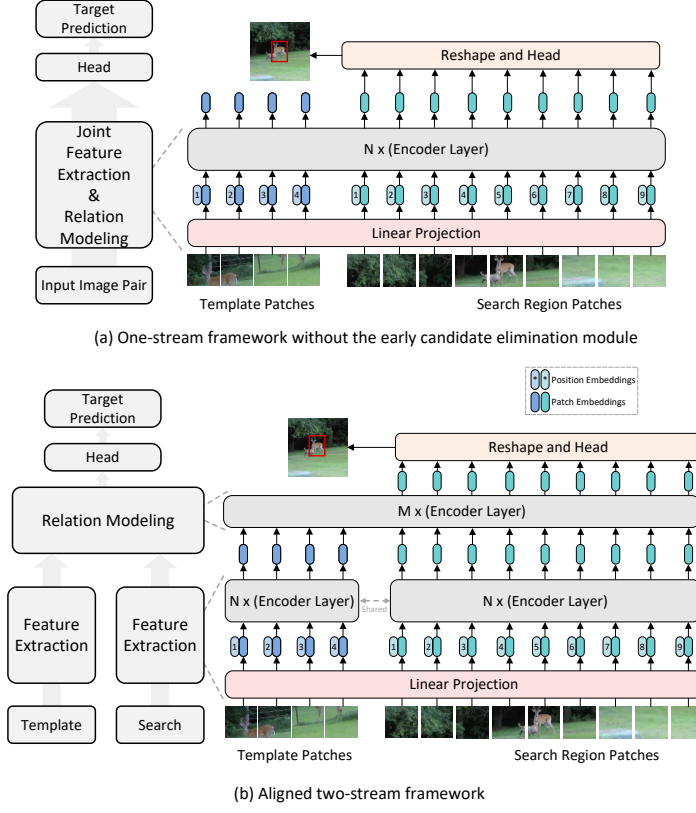 Target
Prediction
Head
Joint
Feature
Extraction
&
Relation
Modeling
Input Image Pair
Reshape and Head
N x (Encoder Layer)
1 2 3 4 1 2 3 4 5 6 7 8 9
Linear Projection
Template Patches
Search Region Patches
(a) One-stream framework without the early candidate elimination module
* * Position Embeddings
Patch Embeddings
Target
Prediction
Head
Relation Modeling
Feature
Extraction
Feature
Extraction
Template
Search
Reshape and Head
M x (Encoder Layer)
N x (Encoder Layer)
Shared
N x (Encoder Layer)
1 2 3 4 1 2 3 4 5 6 7 8 9
Linear Projection
Template Patches
Search Region Patches
(b) Aligned two-stream framework